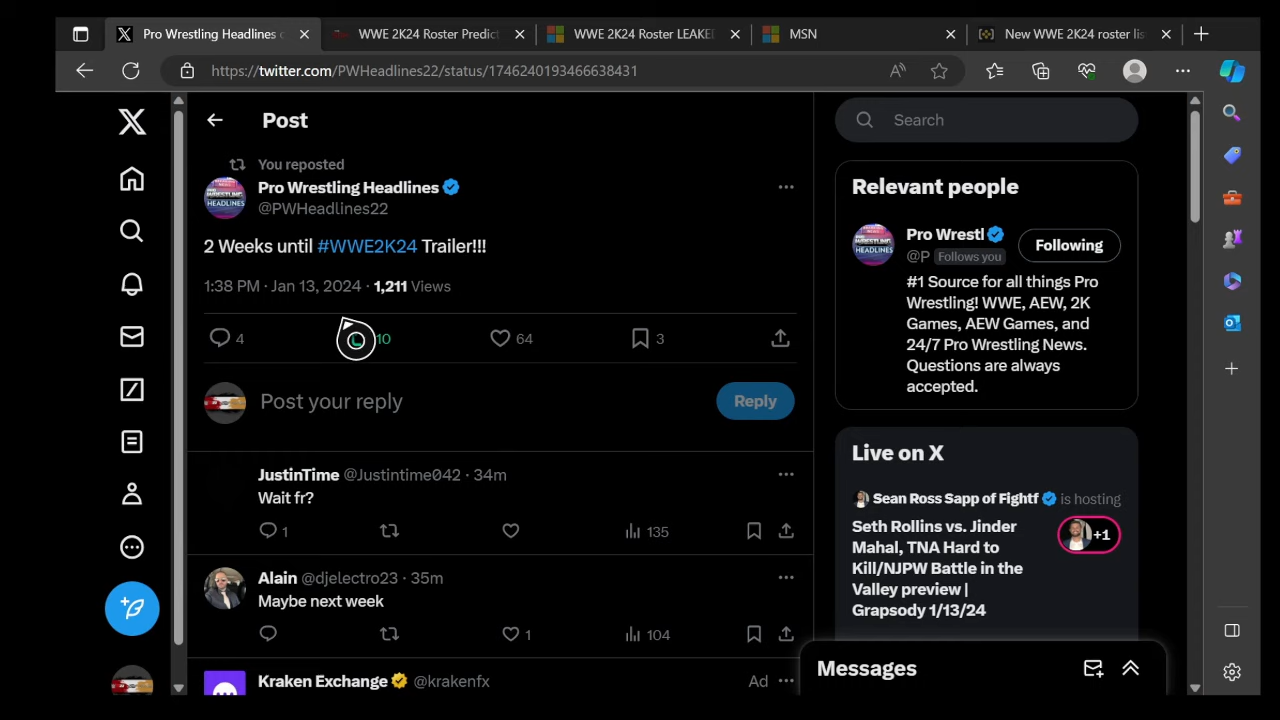 Pro Wrestling Headlines
WWE 2K24 Roster Predict
WWE 2K24 Roster LEAKED
MSN
New WWE 2K24 roster lis
https://twitter.com/PWHeadlines22/status/1746240193466638431
Post
Search
You reposted
Pro Wrestling Headlines
@PWHeadlines22
2 Weeks until #WWE2K24 Trailer!!!
1:38 PM · Jan 13, 2024 · 1,211 Views
4
10
64
3
Post your reply
Reply
JustinTime @Justintime042 · 34m
Wait fr?
1
135
Alain @djelectro23 · 35m
Maybe next week
1
104
Kraken Exchange @krakenfx
Ad
Relevant people
Pro Wrestl
@P Follows you
Following
#1 Source for all things Pro
Wrestling! WWE, AEW, 2K
Games, AEW Games, and
24/7 Pro Wrestling News.
Questions are always
accepted.
Live on X
Sean Ross Sapp of Fightf is hosting
Seth Rollins vs. Jinder
Mahal, TNA Hard to
Kill/NJPW Battle in the
Valley preview |
Grapsody 1/13/24
+1
Messages